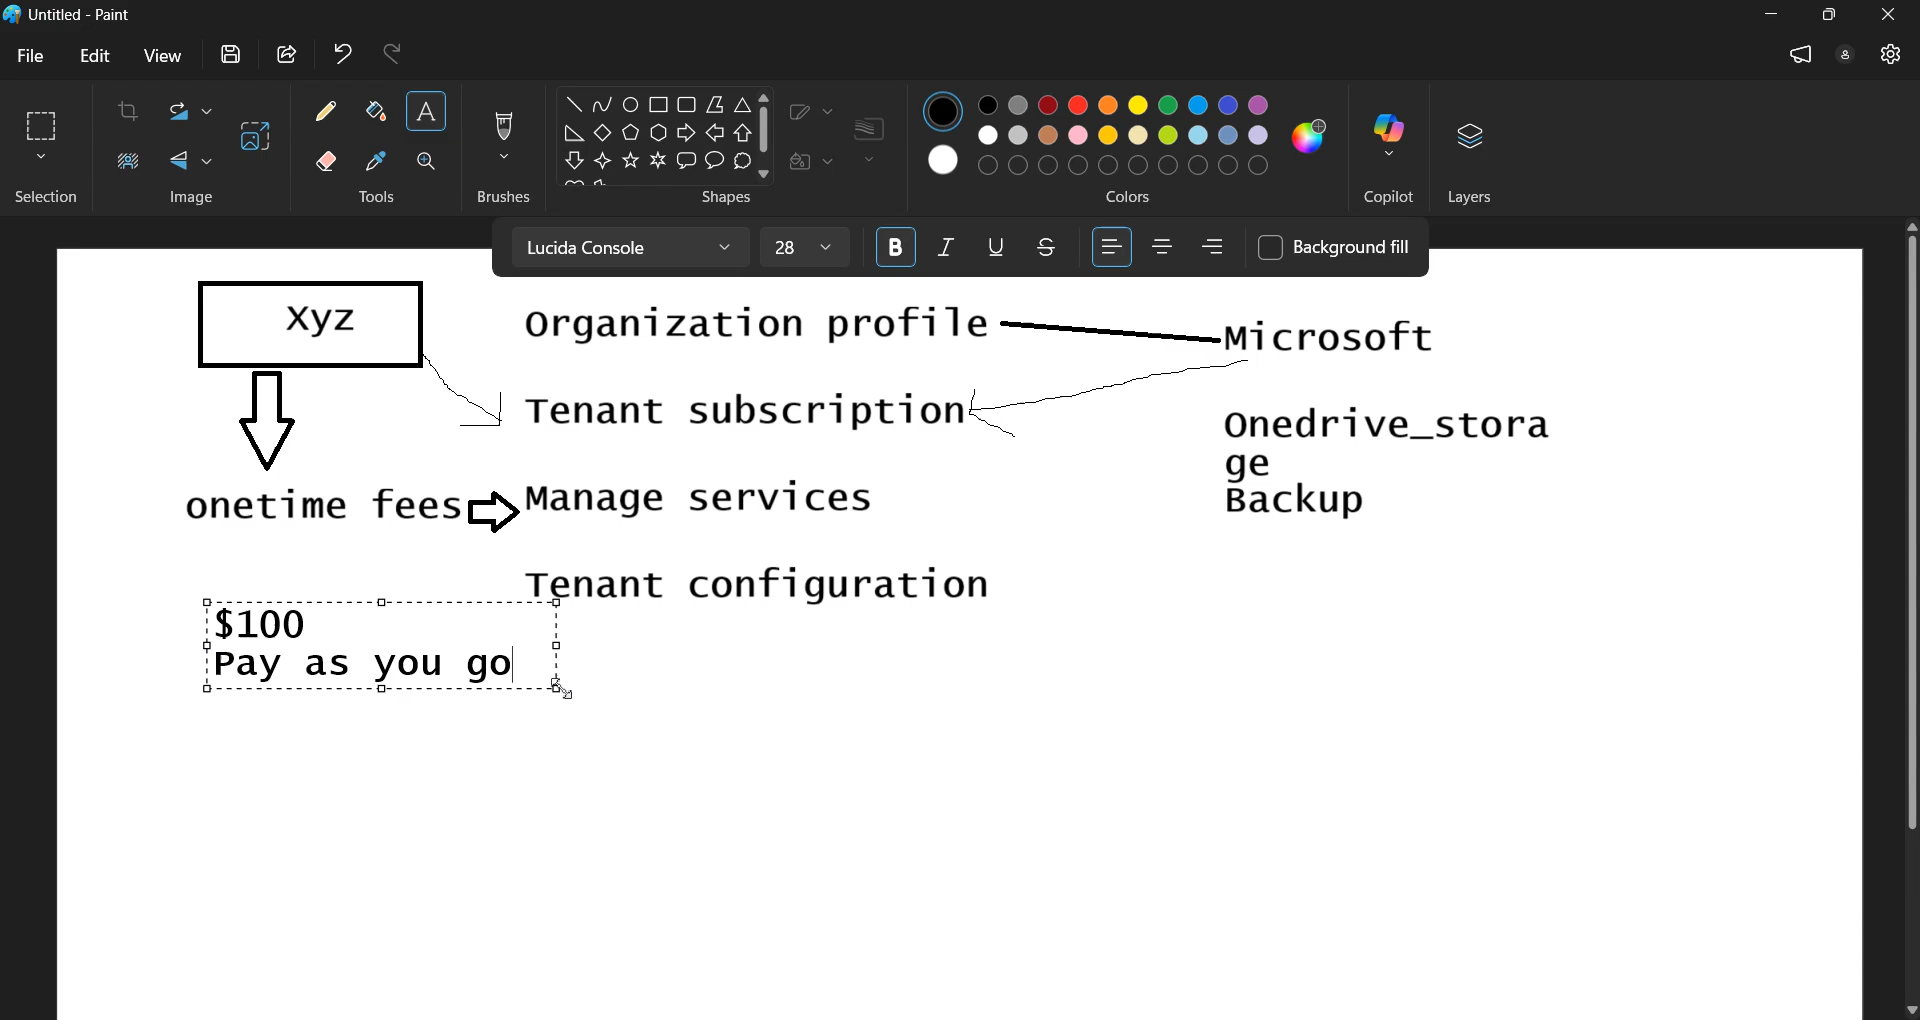 Untitled - Paint
File Edit View
Selection Image Tools Brushes Shapes Colors Copilot Layers
Lucida Console 28 B I U S Background fill
Xyz
Organization profile
Microsoft
Tenant subscription
Onedrive_stora
ge
Backup
onetime fees
Manage services
Tenant configuration
$100
Pay as you go